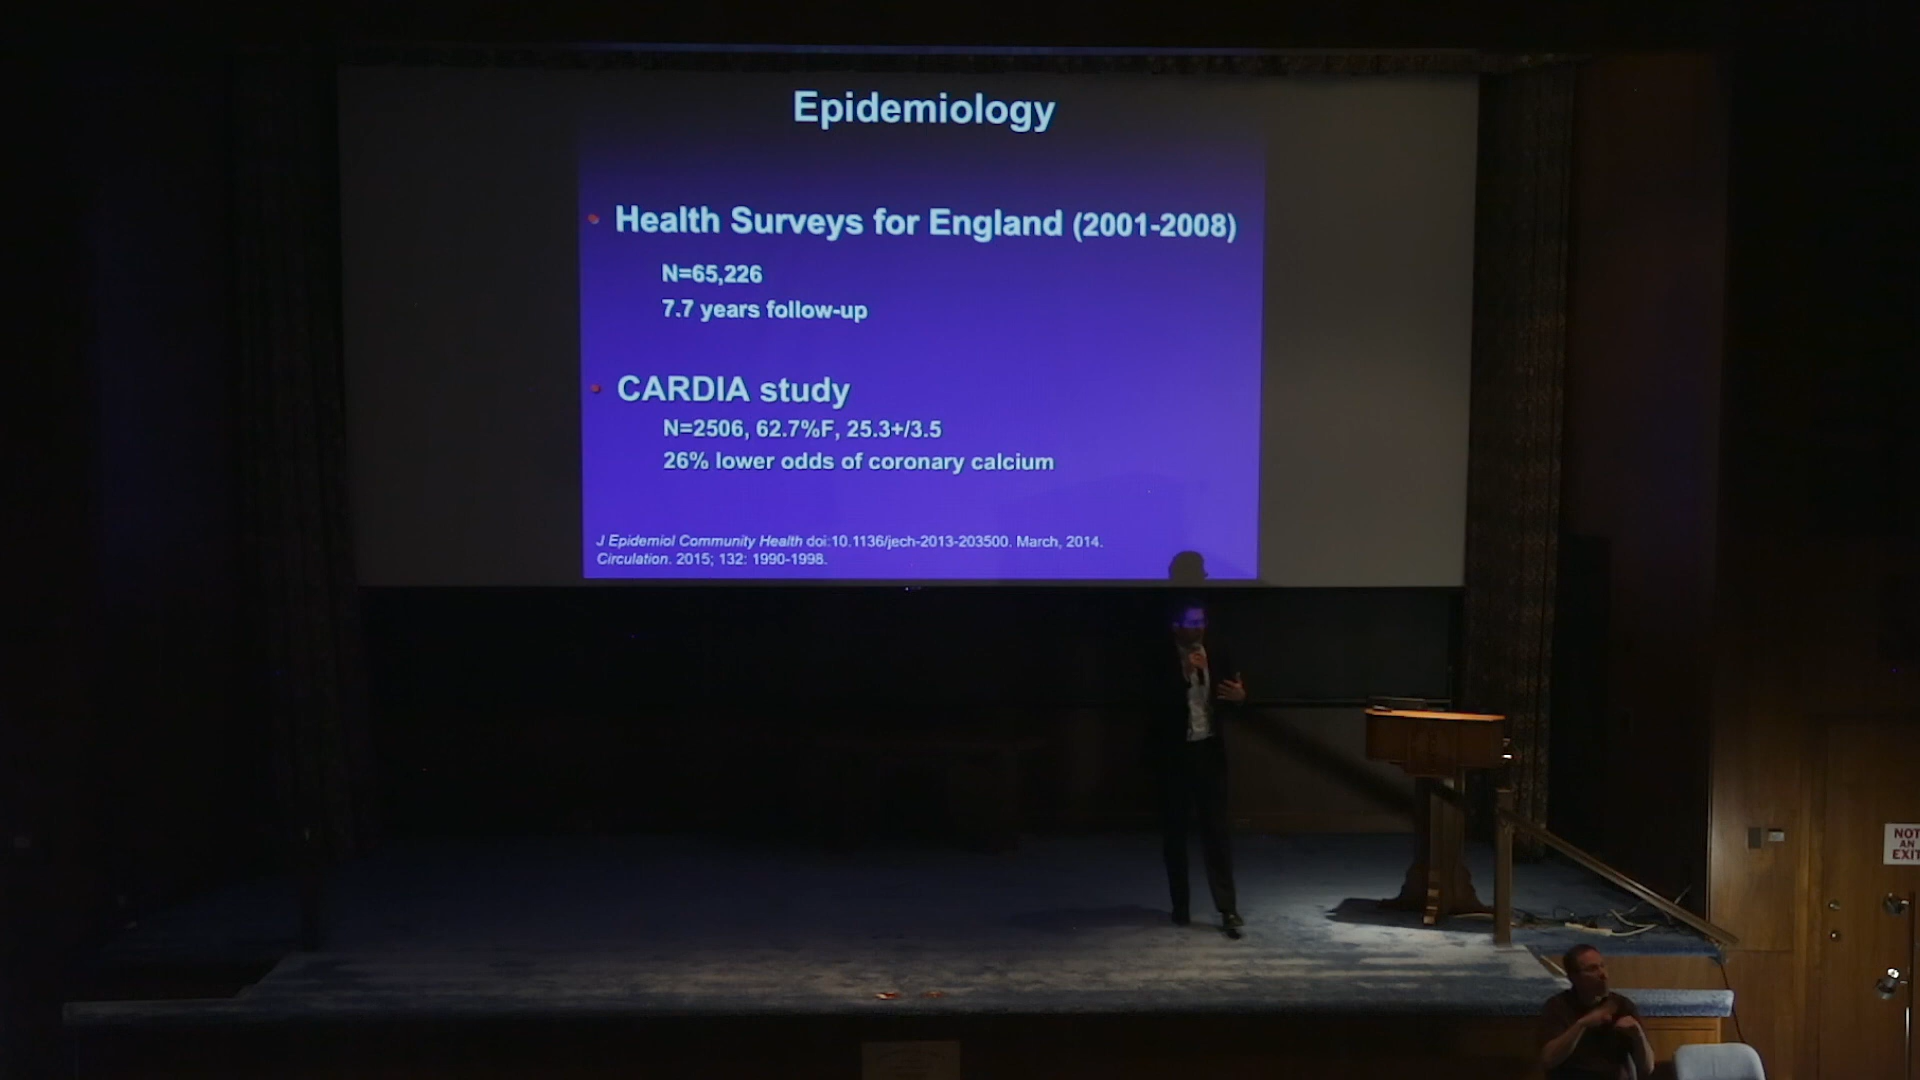 Epidemiology
Health Surveys for England (2001-2008)
N=65,226
7.7 years follow-up
CARDIA study
N=2506, 62.7%F, 25.3+/3.5
26% lower odds of coronary calcium
J Epidemiol Community Health doi:10.1136/jech-2013-203500. March, 2014.
Circulation. 2015; 132: 1990-1998.
NOT
AN
EXIT